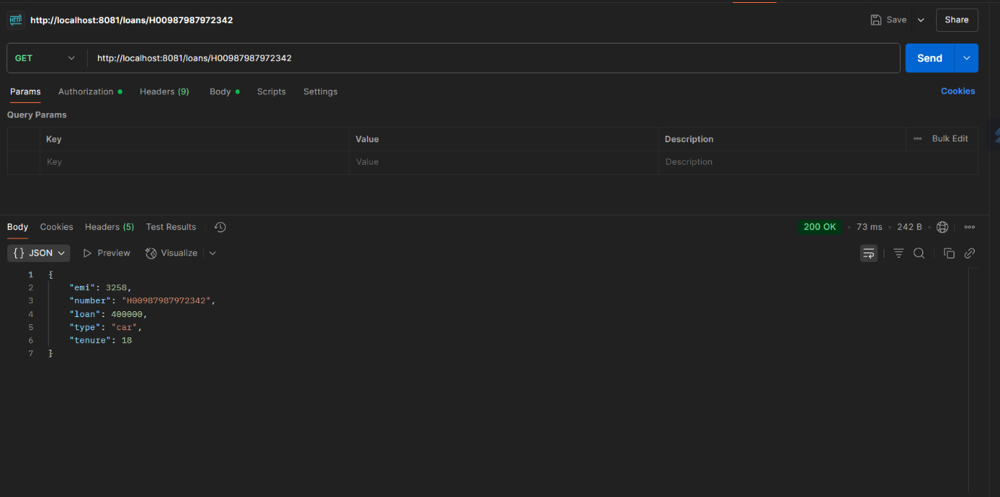 HTTP http://localhost:8081/loans/H00987987972342 Save Share
GET http://localhost:8081/loans/H00987987972342 Send
Params Authorization Headers (9) Body Scripts Settings Cookies
Query Params
Key Value Description Bulk Edit
Key Value Description
Body Cookies Headers (5) Test Results 200 OK 73 ms 242 B
{} JSON Preview Visualize
1 {
2 "emi": 3258,
3 "number": "H00987987972342",
4 "loan": 400000,
5 "type": "car",
6 "tenure": 18
7 }